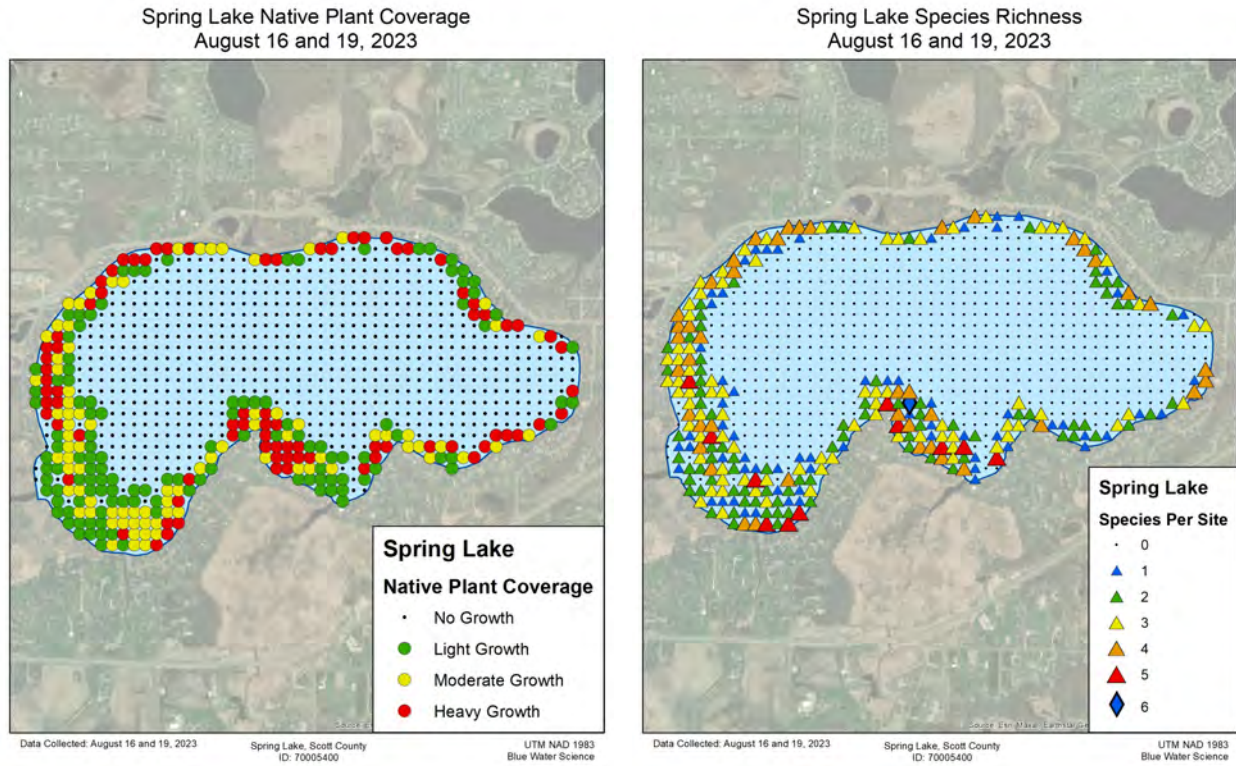 Spring Lake Native Plant Coverage
August 16 and 19, 2023
Spring Lake
Native Plant Coverage
No Growth
Light Growth
Moderate Growth
Heavy Growth
Data Collected: August 16 and 19, 2023
Spring Lake, Scott County
ID: 70005400
UTM NAD 1983
Blue Water Science
Spring Lake Species Richness
August 16 and 19, 2023
Spring Lake
Species Per Site
0
1
2
3
4
5
6
Data Collected: August 16 and 19, 2023
Spring Lake, Scott County
ID: 70005400
UTM NAD 1983
Blue Water Science